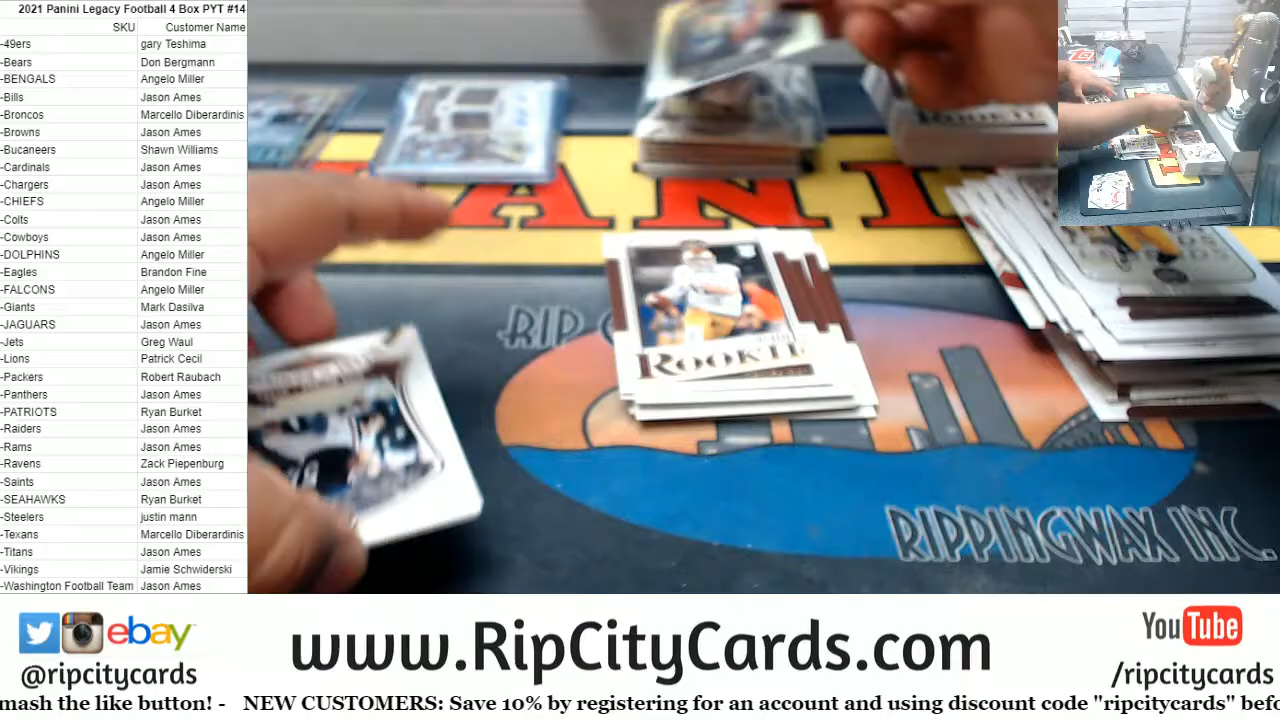 2021 Panini Legacy Football 4 Box PYT #14
SKU Customer Name
-49ers gary Teshima
-Bears Don Bergmann
-BENGALS Angelo Miller
-Bills Jason Ames
-Broncos Marcello Diberardinis
-Browns Jason Ames
-Bucaneers Shawn Williams
-Cardinals Jason Ames
-Chargers Jason Ames
-CHIEFS Angelo Miller
-Colts Jason Ames
-Cowboys Jason Ames
-DOLPHINS Angelo Miller
-Eagles Brandon Fine
-FALCONS Angelo Miller
-Giants Mark Dasilva
-JAGUARS Jason Ames
-Jets Greg Waul
-Lions Patrick Cecil
-Packers Robert Raubach
-Panthers Jason Ames
-PATRIOTS Ryan Burket
-Raiders Jason Ames
-Rams Jason Ames
-Ravens Zack Piepenburg
-Saints Jason Ames
-SEAHAWKS Ryan Burket
-Steelers justin mann
-Texans Marcello Diberardinis
-Titans Jason Ames
-Vikings Jamie Schwiderski
-Washington Football Team Jason Ames
ROOKIE
PANINI
RIP
ROOKIE
RIPPINGWAX INC.
ebay
@ripcitycards
www.RipCityCards.com
YouTube
/ripcitycards
mash the like button! - NEW CUSTOMERS: Save 10% by registering for an account and using discount code "ripcitycards" befo